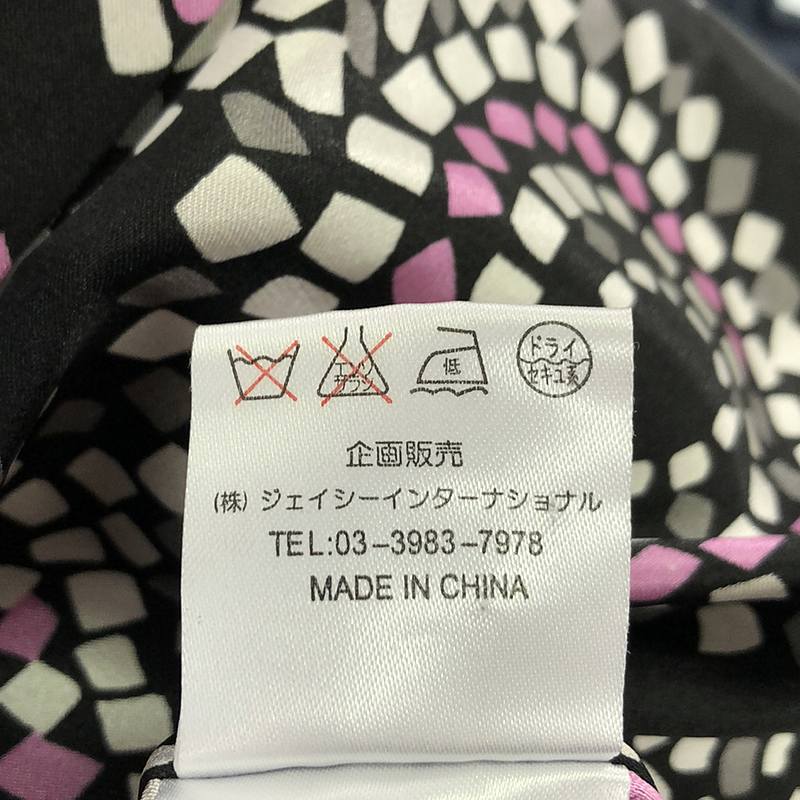 エンソ
サラシ
低
ドライ
セキユ系
企画販売
(株) ジェイシーインターナショナル
TEL:03-3983-7978
MADE IN CHINA